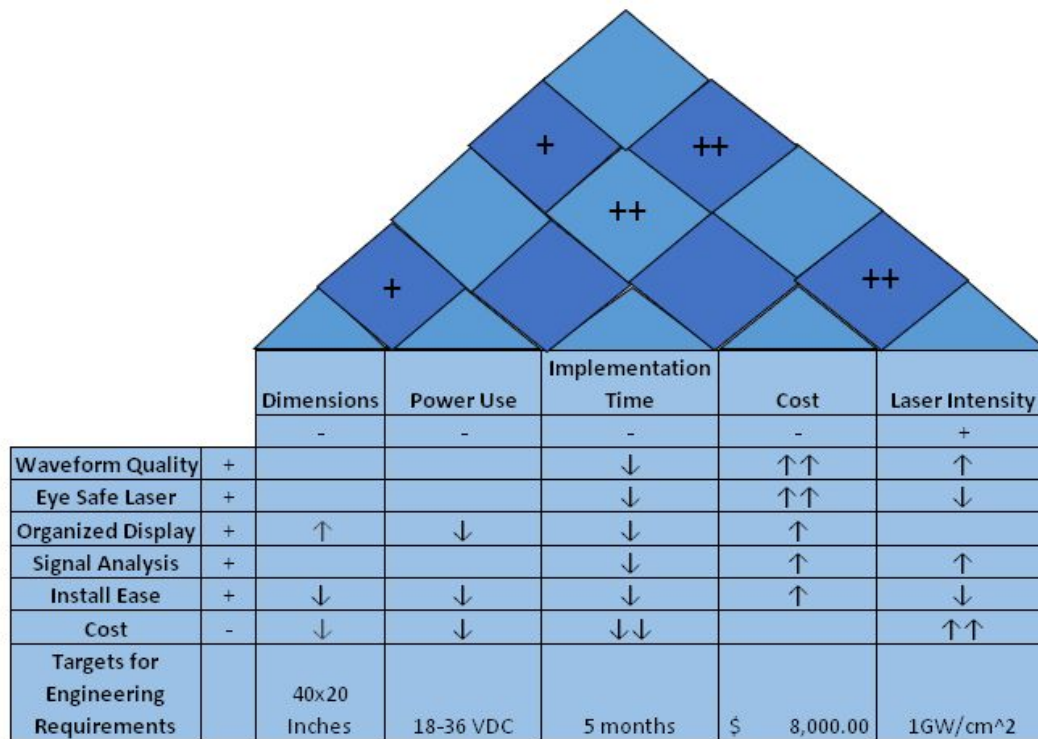 + ++
++
+ ++
Implementation
Dimensions Power Use Time Cost Laser Intensity
- - - - +
Waveform Quality + ↓ ↑↑ ↑
Eye Safe Laser + ↓ ↑↑ ↓
Organized Display + ↑ ↓ ↓ ↑
Signal Analysis + ↓ ↑ ↑
Install Ease + ↓ ↓ ↓ ↑ ↓
Cost - ↓ ↓ ↓↓ ↑↑
Targets for
Engineering 40x20
Requirements Inches 18-36 VDC 5 months $ 8,000.00 1GW/cm^2